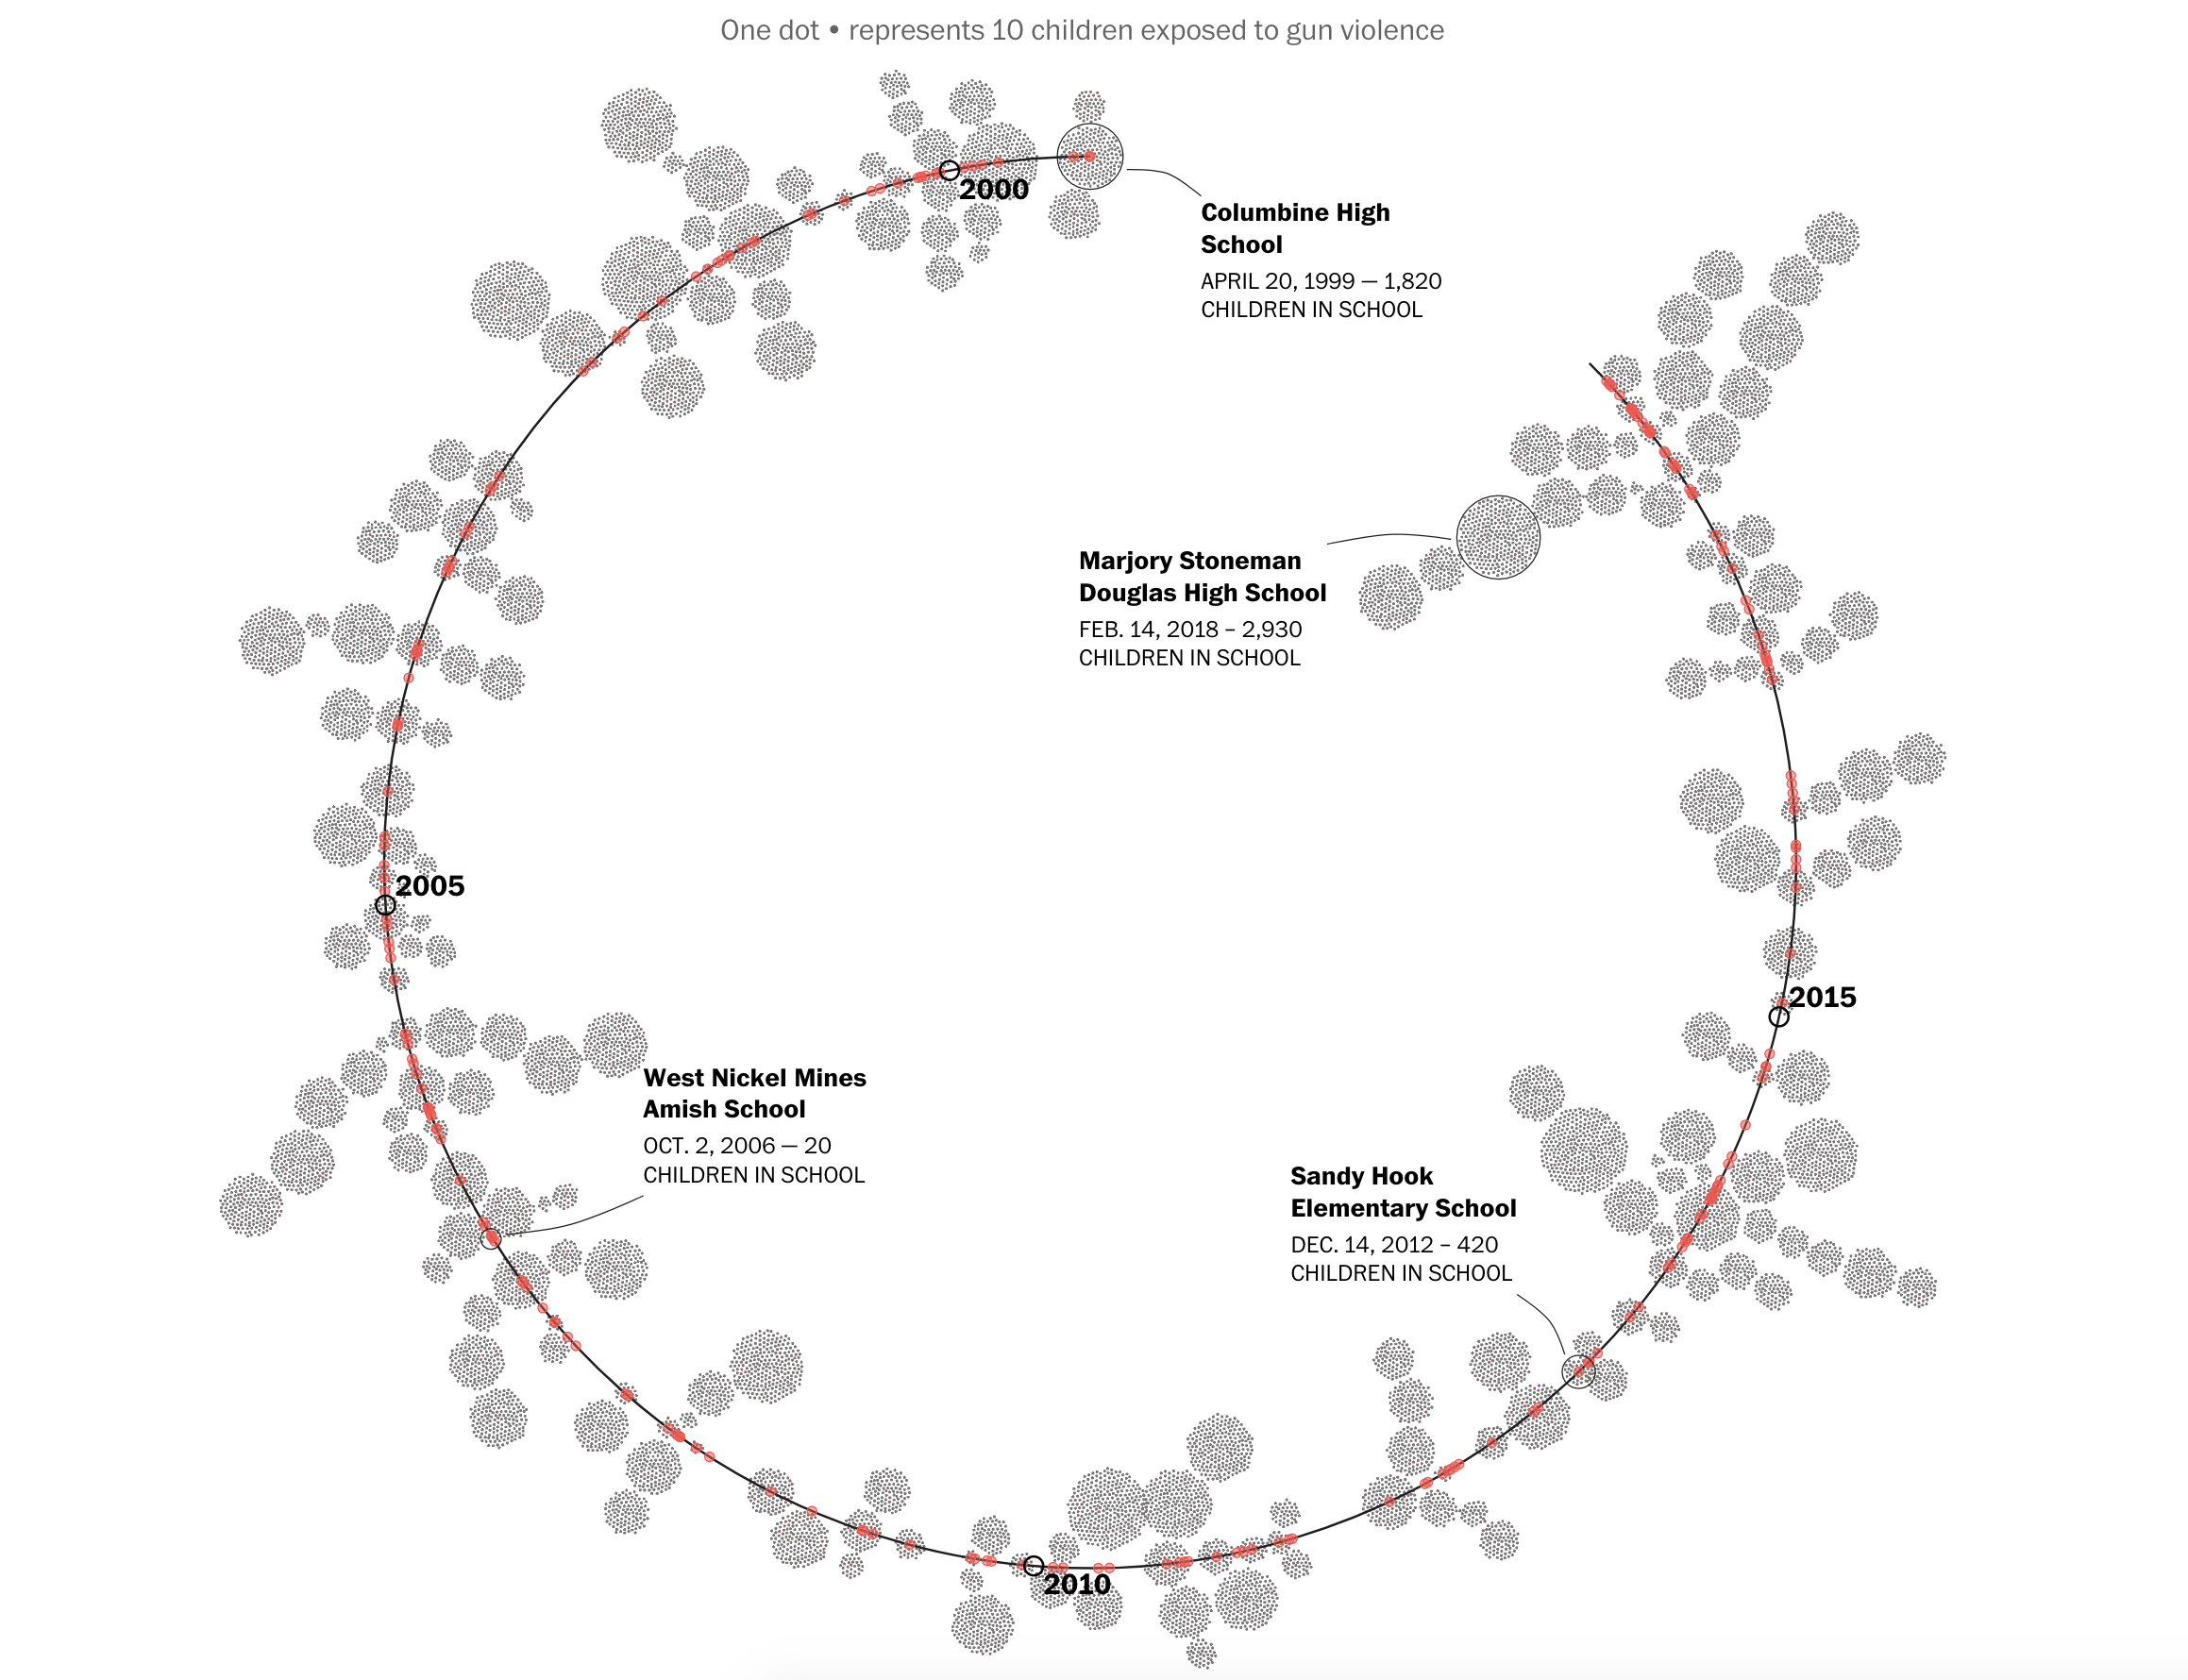 One dot • represents 10 children exposed to gun violence
2000
Columbine High
School
APRIL 20, 1999 — 1,820
CHILDREN IN SCHOOL
Marjory Stoneman
Douglas High School
FEB. 14, 2018 – 2,930
CHILDREN IN SCHOOL
2005
2015
West Nickel Mines
Amish School
OCT. 2, 2006 — 20
CHILDREN IN SCHOOL
Sandy Hook
Elementary School
DEC. 14, 2012 – 420
CHILDREN IN SCHOOL
2010